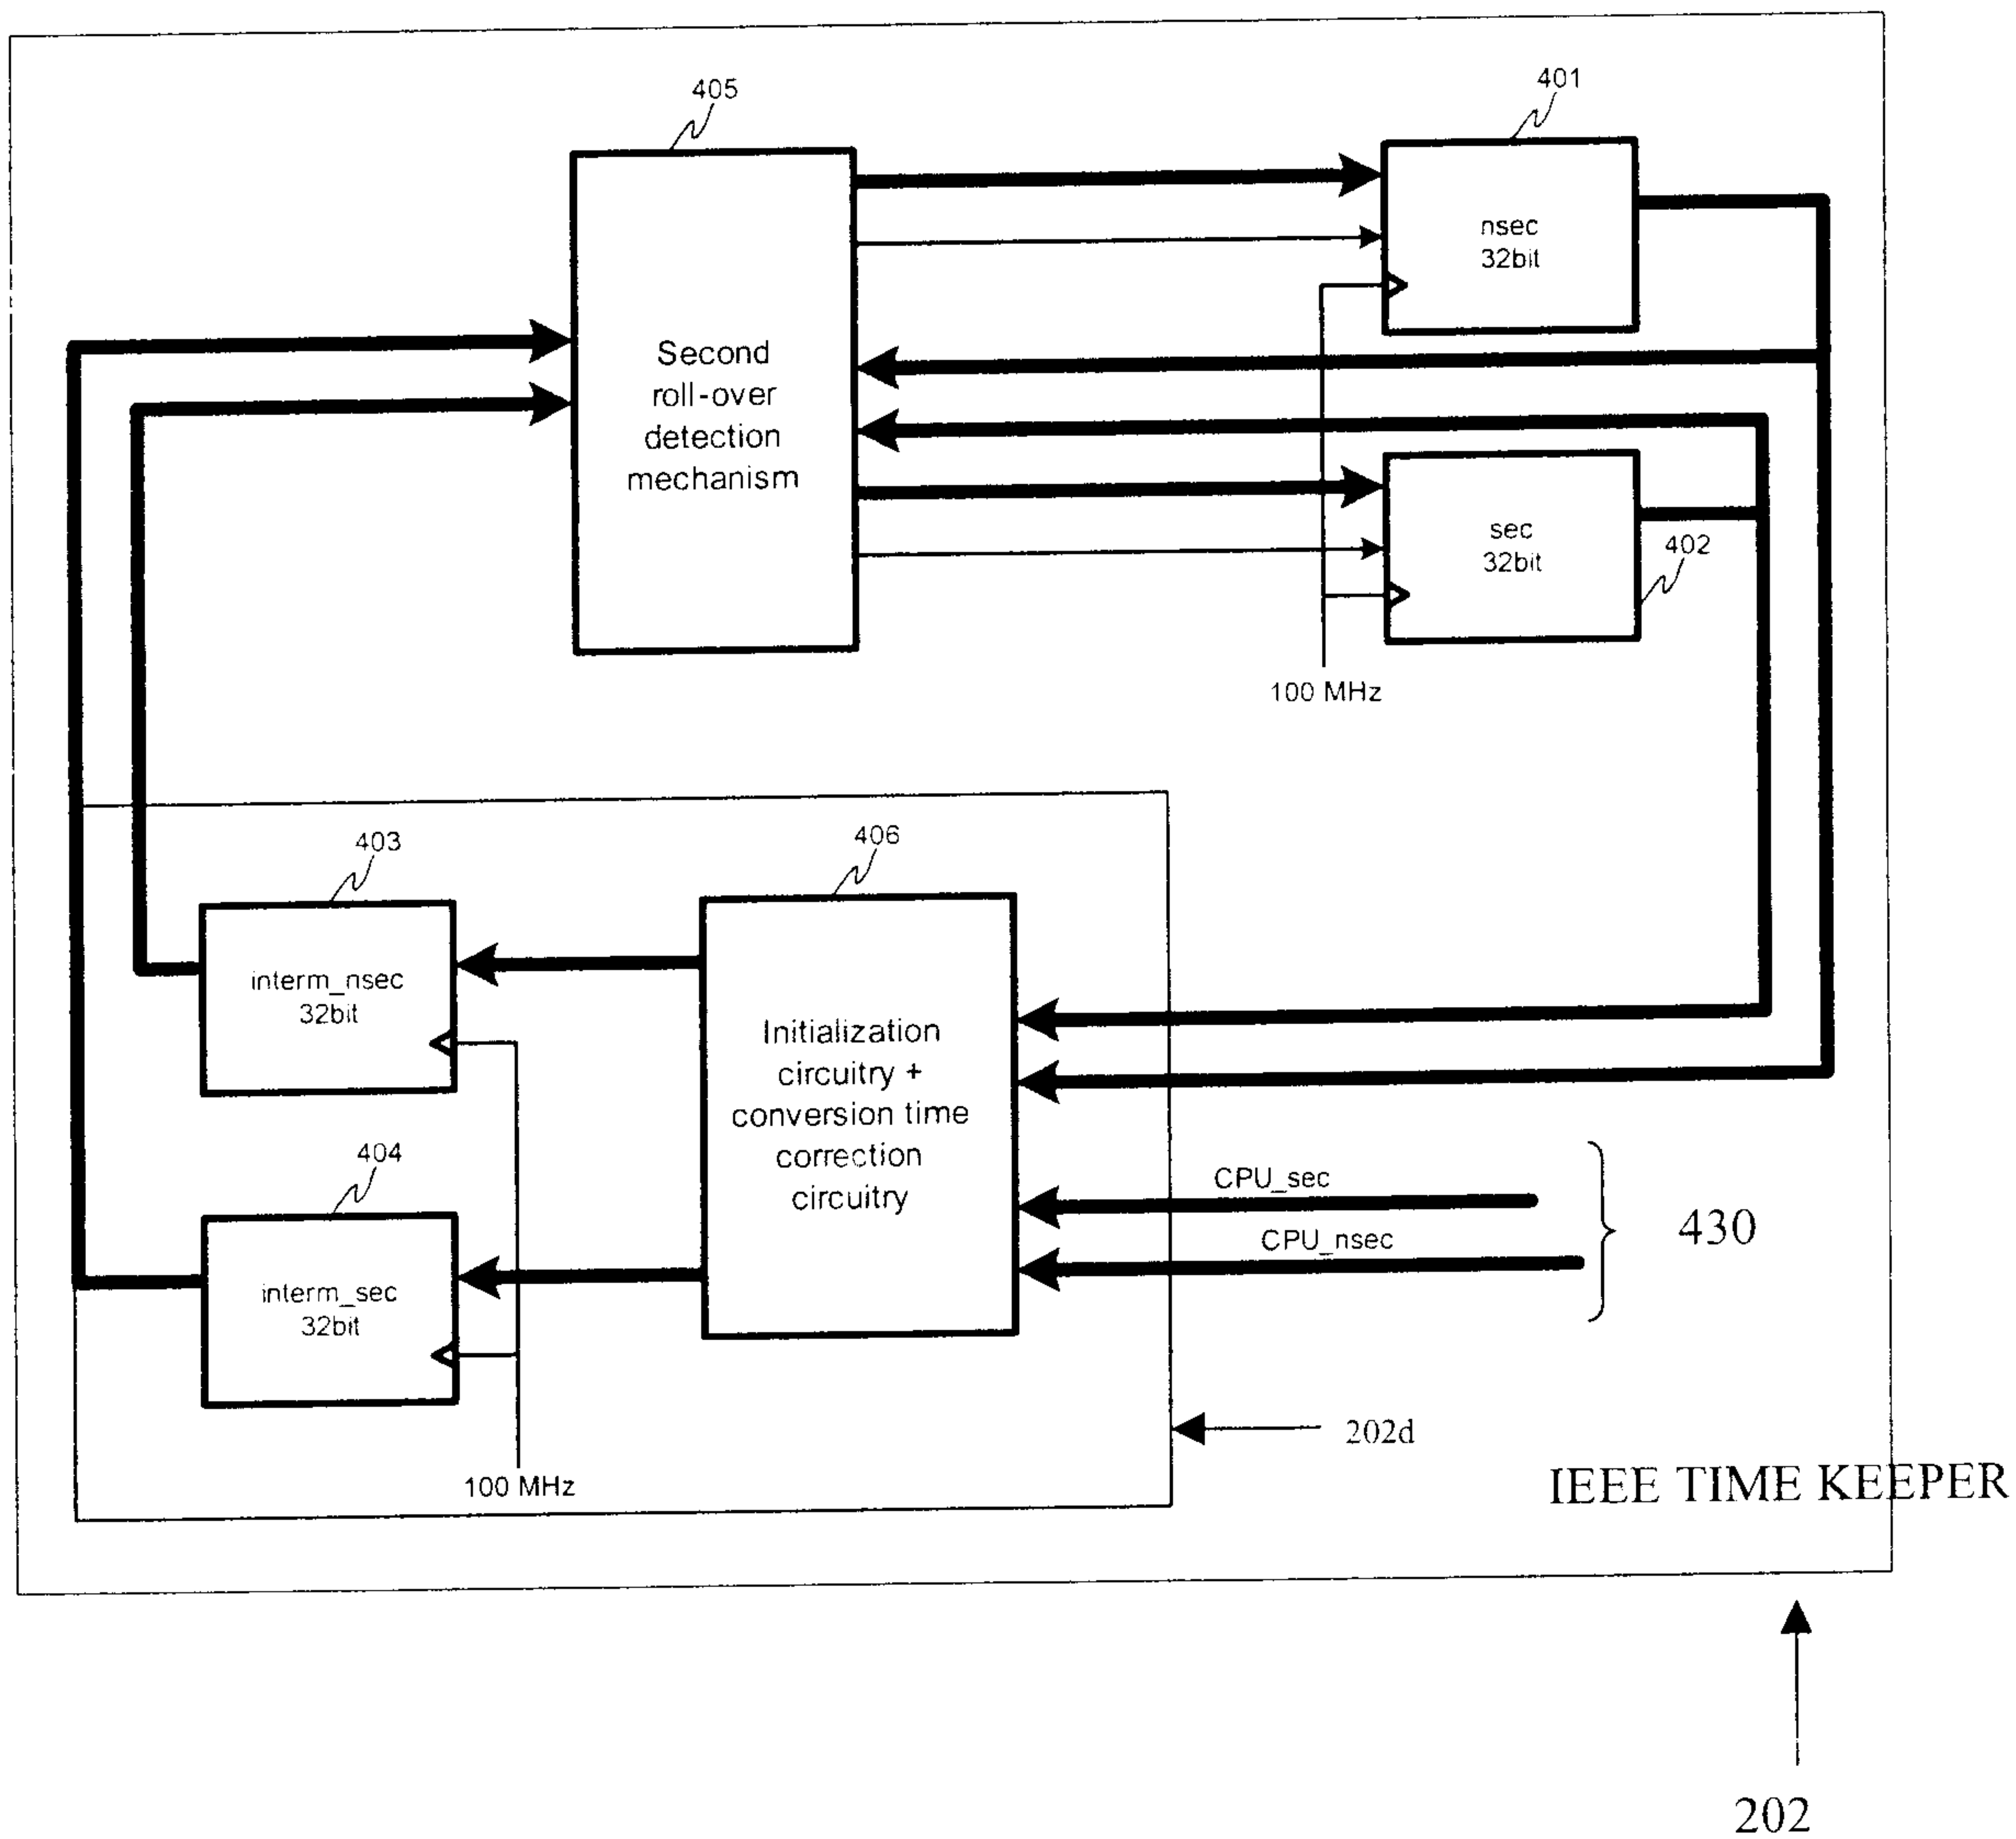 405
401
nsec
32bit
Second
roll-over
detection
mechanism
sec
32bit
402
100 MHz
403
406
interm_nsec
32bit
Initialization
circuitry +
conversion time
correction
circuitry
404
CPU_sec
430
CPU_nsec
interm_sec
32bit
202d
100 MHz
IEEE TIME KEEPER
202